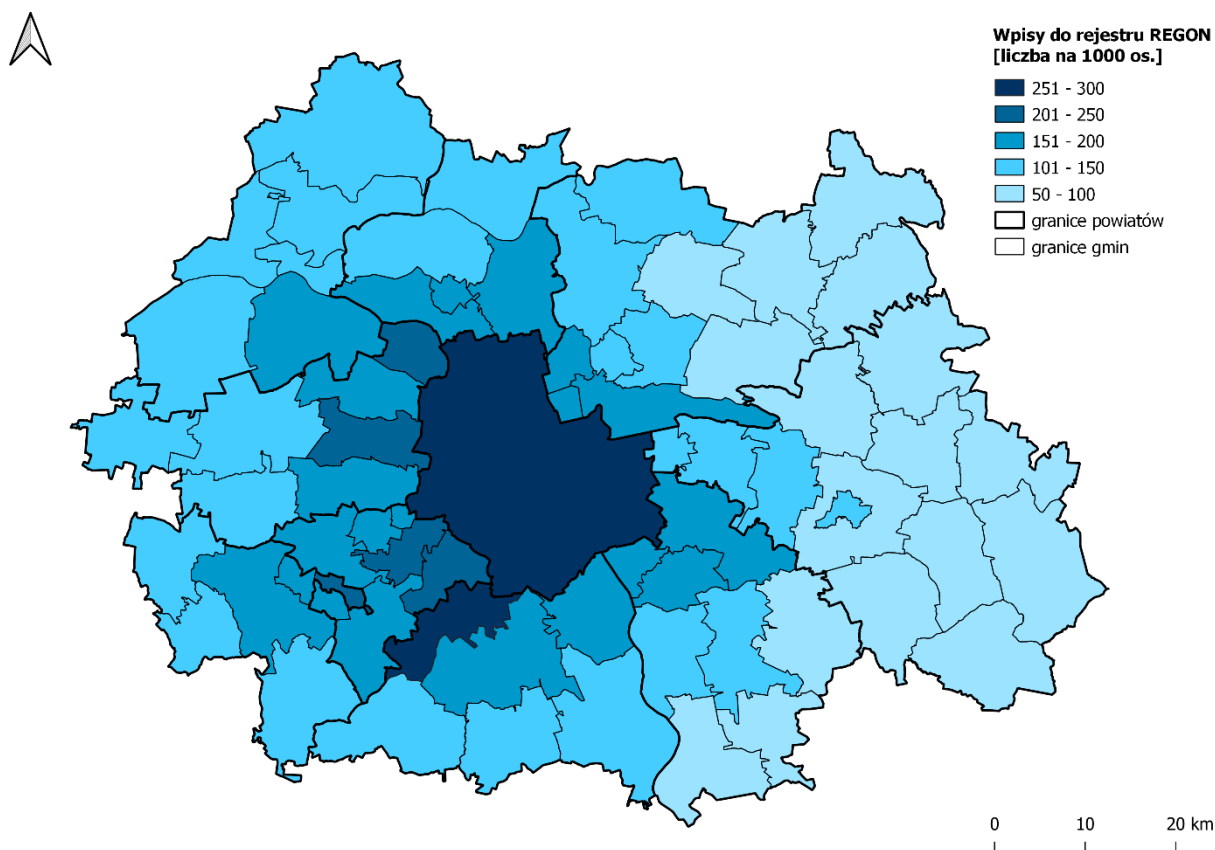 Wpisy do rejestru REGON
[liczba na 1000 os.]
251 - 300
201 - 250
151 - 200
101 - 150
50 - 100
granice powiatów
granice gmin
0 10 20 km